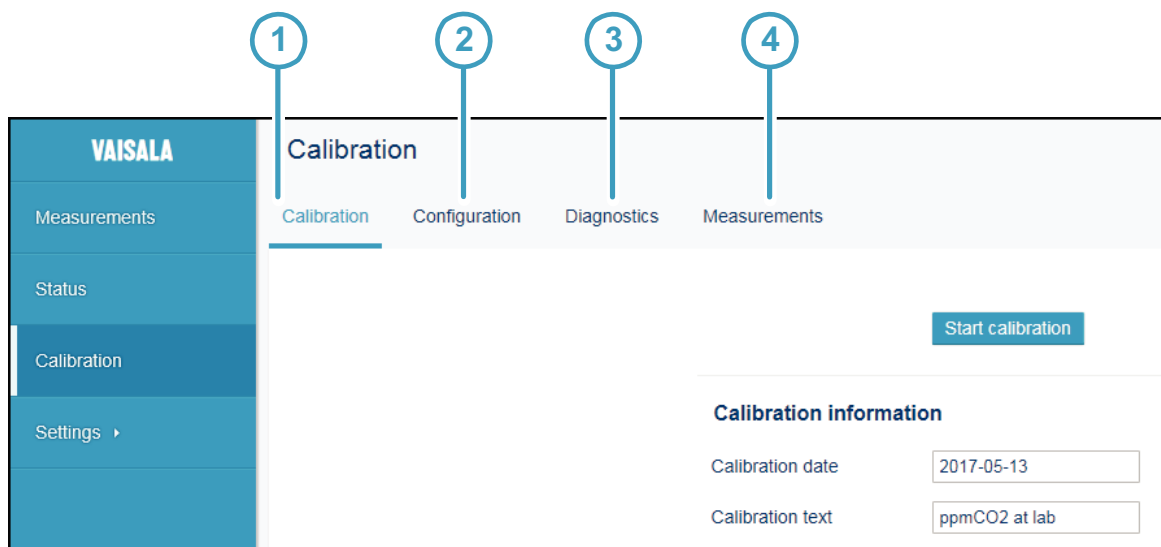 1 2 3 4
VAISALA
Calibration
Measurements
Calibration Configuration Diagnostics Measurements
Status
Start calibration
Calibration
Calibration information
Settings
Calibration date 2017-05-13
Calibration text ppmCO2 at lab